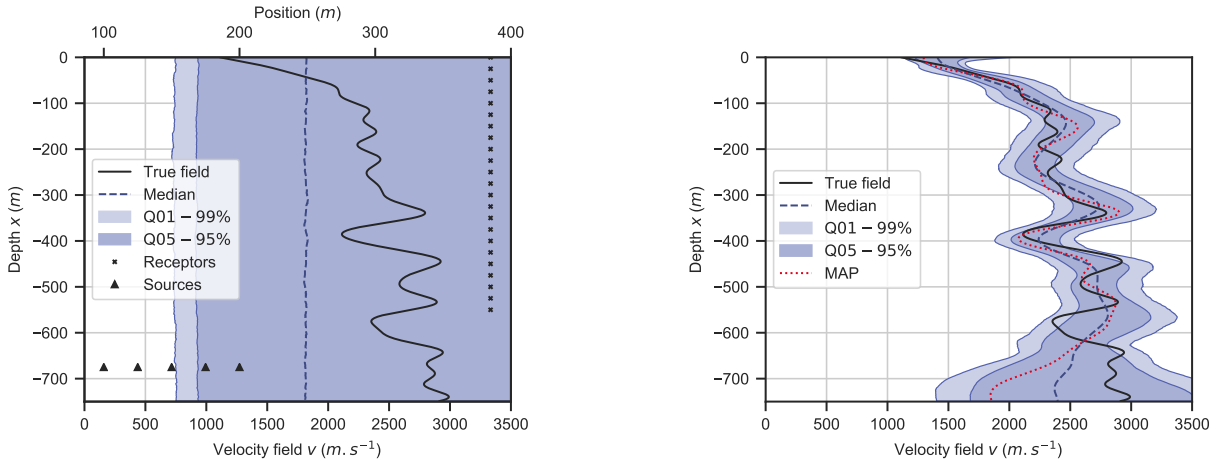 Position (m)
100 200 300 400
0
−100
−200
−300
−400
−500
−600
−700
Depth x (m)
True field
Median
Q01 − 99%
Q05 − 95%
Receptors
Sources
0 500 1000 1500 2000 2500 3000 3500
Velocity field v (m. s⁻¹)
0
−100
−200
−300
−400
−500
−600
−700
Depth x (m)
True field
Median
Q01 − 99%
Q05 − 95%
MAP
0 500 1000 1500 2000 2500 3000 3500
Velocity field v (m. s⁻¹)